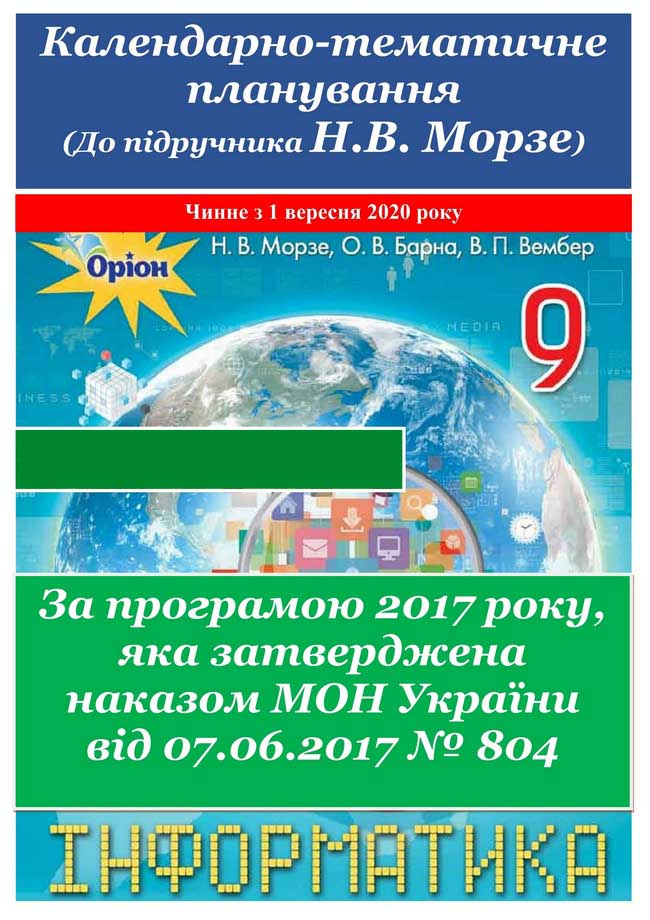 Календарно-тематичне
планування
(До підручника Н.В. Морзе)
Чинне з 1 вересня 2020 року
Оріон
Н. В. Морзе, О. В. Барна, В. П. Вембер
MEDIA
9
INESS
За програмою 2017 року,
яка затверджена
наказом МОН України
від 07.06.2017 № 804
ІНФОРМАТИКА